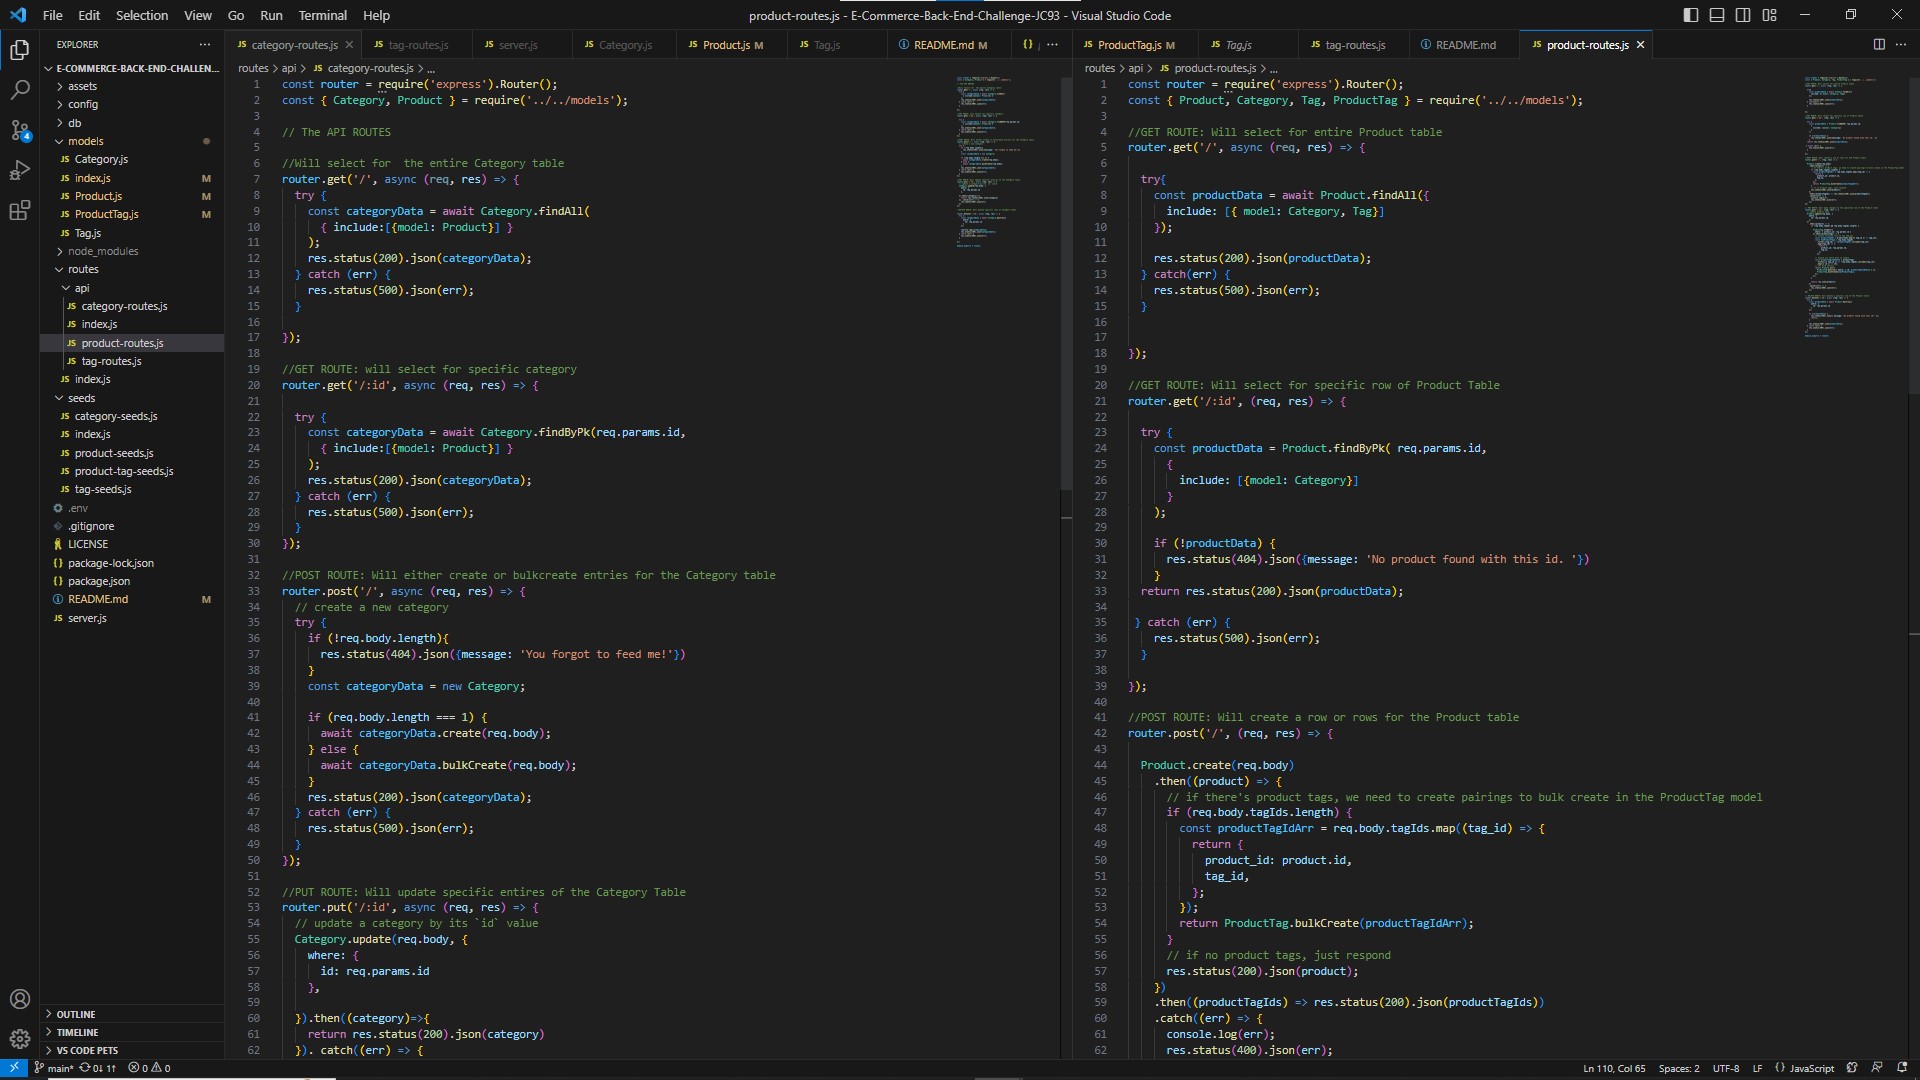 File Edit Selection View Go Run Terminal Help
product-routes.js - E-Commerce-Back-End-Challenge-JC93 - Visual Studio Code
EXPLORER
E-COMMERCE-BACK-END-CHALLEN...
assets
config
db
models
Category.js
index.js M
Product.js M
ProductTag.js M
Tag.js
node_modules
routes
api
category-routes.js
index.js
product-routes.js
tag-routes.js
index.js
seeds
category-seeds.js
index.js
product-seeds.js
product-tag-seeds.js
tag-seeds.js
.env
.gitignore
LICENSE
package-lock.json
package.json
README.md M
server.js
OUTLINE
TIMELINE
VS CODE PETS
4
JS category-routes.js JS tag-routes.js JS server.js JS Category.js JS Product.js M JS Tag.js README.md M {} ...
routes > api > JS category-routes.js > ...
1 const router = require('express').Router();
2 const { Category, Product } = require('../../models');
3
4 // The API ROUTES
5
6 //Will select for  the entire Category table
7 router.get('/', async (req, res) => {
8 try {
9 const categoryData = await Category.findAll(
10 { include:[{model: Product}] }
11 );
12 res.status(200).json(categoryData);
13 } catch (err) {
14 res.status(500).json(err);
15 }
16
17 });
18
19 //GET ROUTE: will select for specific category
20 router.get('/:id', async (req, res) => {
21
22 try {
23 const categoryData = await Category.findByPk(req.params.id,
24 { include:[{model: Product}] }
25 );
26 res.status(200).json(categoryData);
27 } catch (err) {
28 res.status(500).json(err);
29 }
30 });
31
32 //POST ROUTE: Will either create or bulkcreate entries for the Category table
33 router.post('/', async (req, res) => {
34 // create a new category
35 try {
36 if (!req.body.length){
37 res.status(404).json({message: 'You forgot to feed me!'})
38 }
39 const categoryData = new Category;
40
41 if (req.body.length === 1) {
42 await categoryData.create(req.body);
43 } else {
44 await categoryData.bulkCreate(req.body);
45 }
46 res.status(200).json(categoryData);
47 } catch (err) {
48 res.status(500).json(err);
49 }
50 });
51
52 //PUT ROUTE: Will update specific entires of the Category Table
53 router.put('/:id', async (req, res) => {
54 // update a category by its `id` value
55 Category.update(req.body, {
56 where: {
57 id: req.params.id
58 },
59
60 }).then((category)=>{
61 return res.status(200).json(category)
62 }). catch((err) => {
JS ProductTag.js M JS Tag.js JS tag-routes.js README.md JS product-routes.js
routes > api > JS product-routes.js > ...
1 const router = require('express').Router();
2 const { Product, Category, Tag, ProductTag } = require('../../models');
3
4 //GET ROUTE: Will select for entire Product table
5 router.get('/', async (req, res) => {
6
7 try{
8 const productData = await Product.findAll({
9 include: [{ model: Category, Tag}]
10 });
11
12 res.status(200).json(productData);
13 } catch(err) {
14 res.status(500).json(err);
15 }
16
17
18 });
19
20 //GET ROUTE: Will select for specific row of Product Table
21 router.get('/:id', (req, res) => {
22
23 try {
24 const productData = Product.findByPk( req.params.id,
25 {
26 include: [{model: Category}]
27 }
28 );
29
30 if (!productData) {
31 res.status(404).json({message: 'No product found with this id. '})
32 }
33 return res.status(200).json(productData);
34
35 } catch (err) {
36 res.status(500).json(err);
37 }
38
39 });
40
41 //POST ROUTE: Will create a row or rows for the Product table
42 router.post('/', (req, res) => {
43
44 Product.create(req.body)
45 .then((product) => {
46 // if there's product tags, we need to create pairings to bulk create in the ProductTag model
47 if (req.body.tagIds.length) {
48 const productTagIdArr = req.body.tagIds.map((tag_id) => {
49 return {
50 product_id: product.id,
51 tag_id,
52 };
53 });
54 return ProductTag.bulkCreate(productTagIdArr);
55 }
56 // if no product tags, just respond
57 res.status(200).json(product);
58 })
59 .then((productTagIds) => res.status(200).json(productTagIds))
60 .catch((err) => {
61 console.log(err);
62 res.status(400).json(err);
main* 0↓ 1↑ 0 0
Ln 110, Col 65 Spaces: 2 UTF-8 LF {} JavaScript